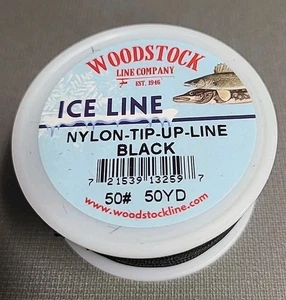 WOODSTOCK
LINE COMPANY
EST. 1946
ICE LINE
NYLON-TIP-UP-LINE
BLACK
7 21539 13259 7
50# 50YD
www.woodstockline.com